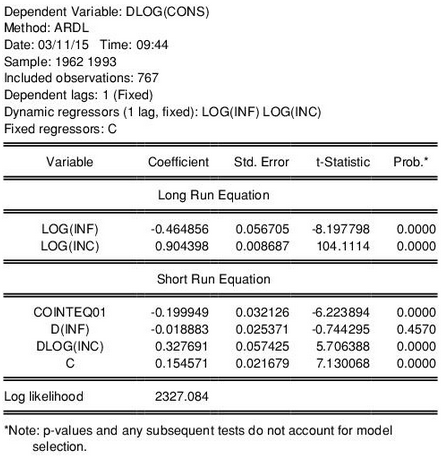 Dependent Variable: DLOG(CONS)
Method: ARDL
Date: 03/11/15 Time: 09:44
Sample: 1962 1993
Included observations: 767
Dependent lags: 1 (Fixed)
Dynamic regressors (1 lag, fixed): LOG(INF) LOG(INC)
Fixed regressors: C
Variable Coefficient Std. Error t-Statistic Prob.*
Long Run Equation
LOG(INF) -0.464856 0.056705 -8.197798 0.0000
LOG(INC) 0.904398 0.008687 104.1114 0.0000
Short Run Equation
COINTEQ01 -0.199949 0.032126 -6.223894 0.0000
D(INF) -0.018883 0.025371 -0.744295 0.4570
DLOG(INC) 0.327691 0.057425 5.706388 0.0000
C 0.154571 0.021679 7.130068 0.0000
Log likelihood 2327.084
*Note: p-values and any subsequent tests do not account for model
selection.